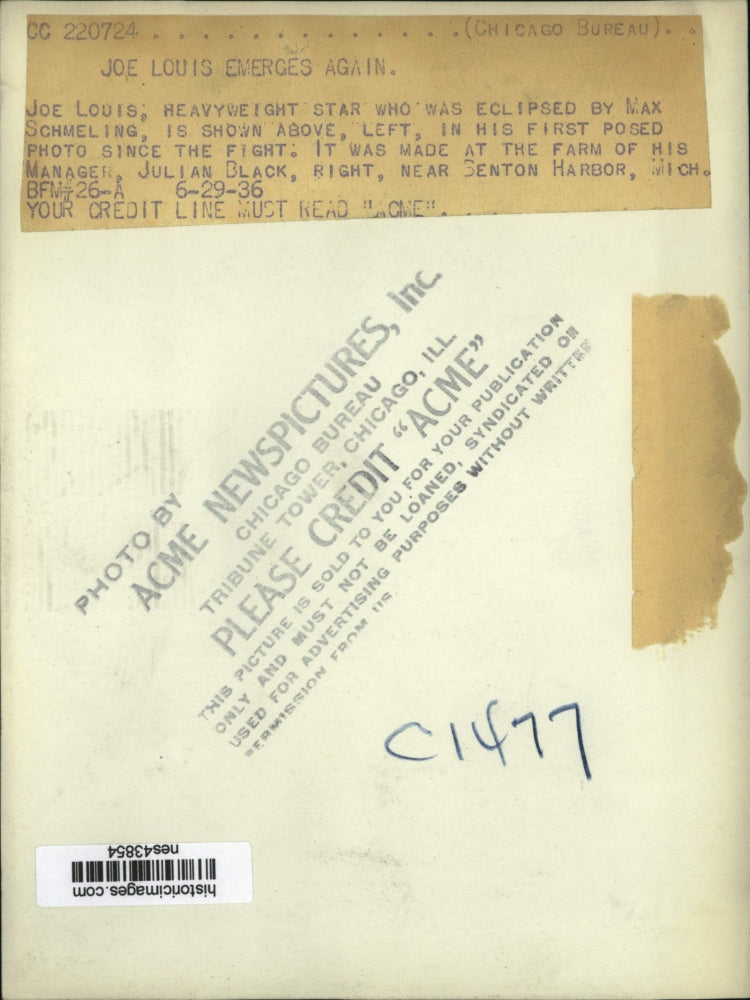 CC 220724. . . . . . . . . . . . . .(CHICAGO BUREAU). .
JOE LOUIS EMERGES AGAIN.
JOE LOUIS, HEAVYWEIGHT STAR WHO WAS ECLIPSED BY MAX
SCHMELING, IS SHOWN ABOVE, LEFT, IN HIS FIRST POSED
PHOTO SINCE THE FIGHT. IT WAS MADE AT THE FARM OF HIS
MANAGER, JULIAN BLACK, RIGHT, NEAR BENTON HARBOR, MICH.
BFM#26-A 6-29-36
YOUR CREDIT LINE MUST READ "ACME".
PHOTO BY
ACME NEWSPICTURES, Inc.
CHICAGO BUREAU
TRIBUNE TOWER, CHICAGO, ILL.
PLEASE CREDIT "ACME"
THIS PICTURE IS SOLD TO YOU FOR YOUR PUBLICATION
ONLY AND MUST NOT BE LOANED, SYNDICATED OR
USED FOR ADVERTISING PURPOSES WITHOUT WRITTEN
PERMISSION FROM US.
C1477
historicimages.com
nes43854